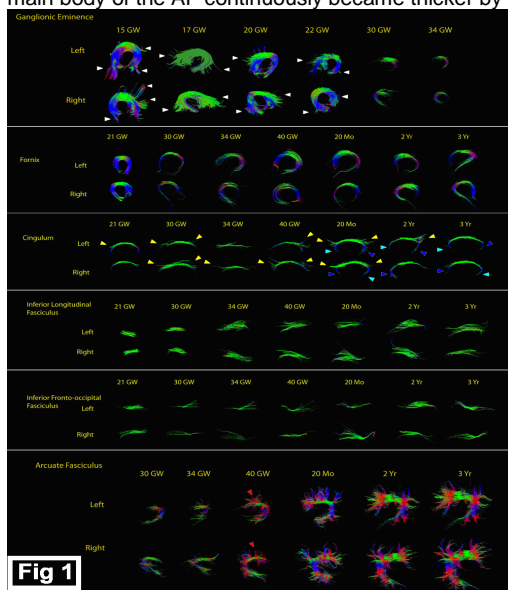 main body of the AF continuously became thicker by
Ganglionic Eminence
15 GW 17 GW 20 GW 22 GW 30 GW 34 GW
Left
Right
21 GW 30 GW 34 GW 40 GW 20 Mo 2 Yr 3 Yr
Fornix
Left
Right
Cingulum
21 GW 30 GW 34 GW 40 GW 20 Mo 2 Yr 3 Yr
Left
Right
Inferior Longitudinal
Fasciculus
21 GW 30 GW 34 GW 40 GW 20 Mo 2 Yr 3 Yr
Left
Right
21 GW 30 GW 34 GW 40 GW 20 Mo 2 Yr 3 Yr
Inferior Fronto-occipital
Fasciculus
Left
Right
Arcuate Fasciculus
30 GW 34 GW 40 GW 20 Mo 2 Yr 3 Yr
Left
Right
Fig 1